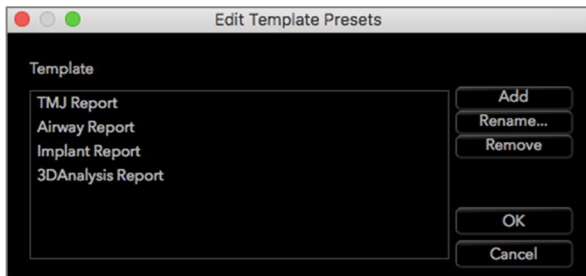 Edit Template Presets
Template
TMJ Report
Airway Report
Implant Report
3DAnalysis Report
Add
Rename...
Remove
OK
Cancel